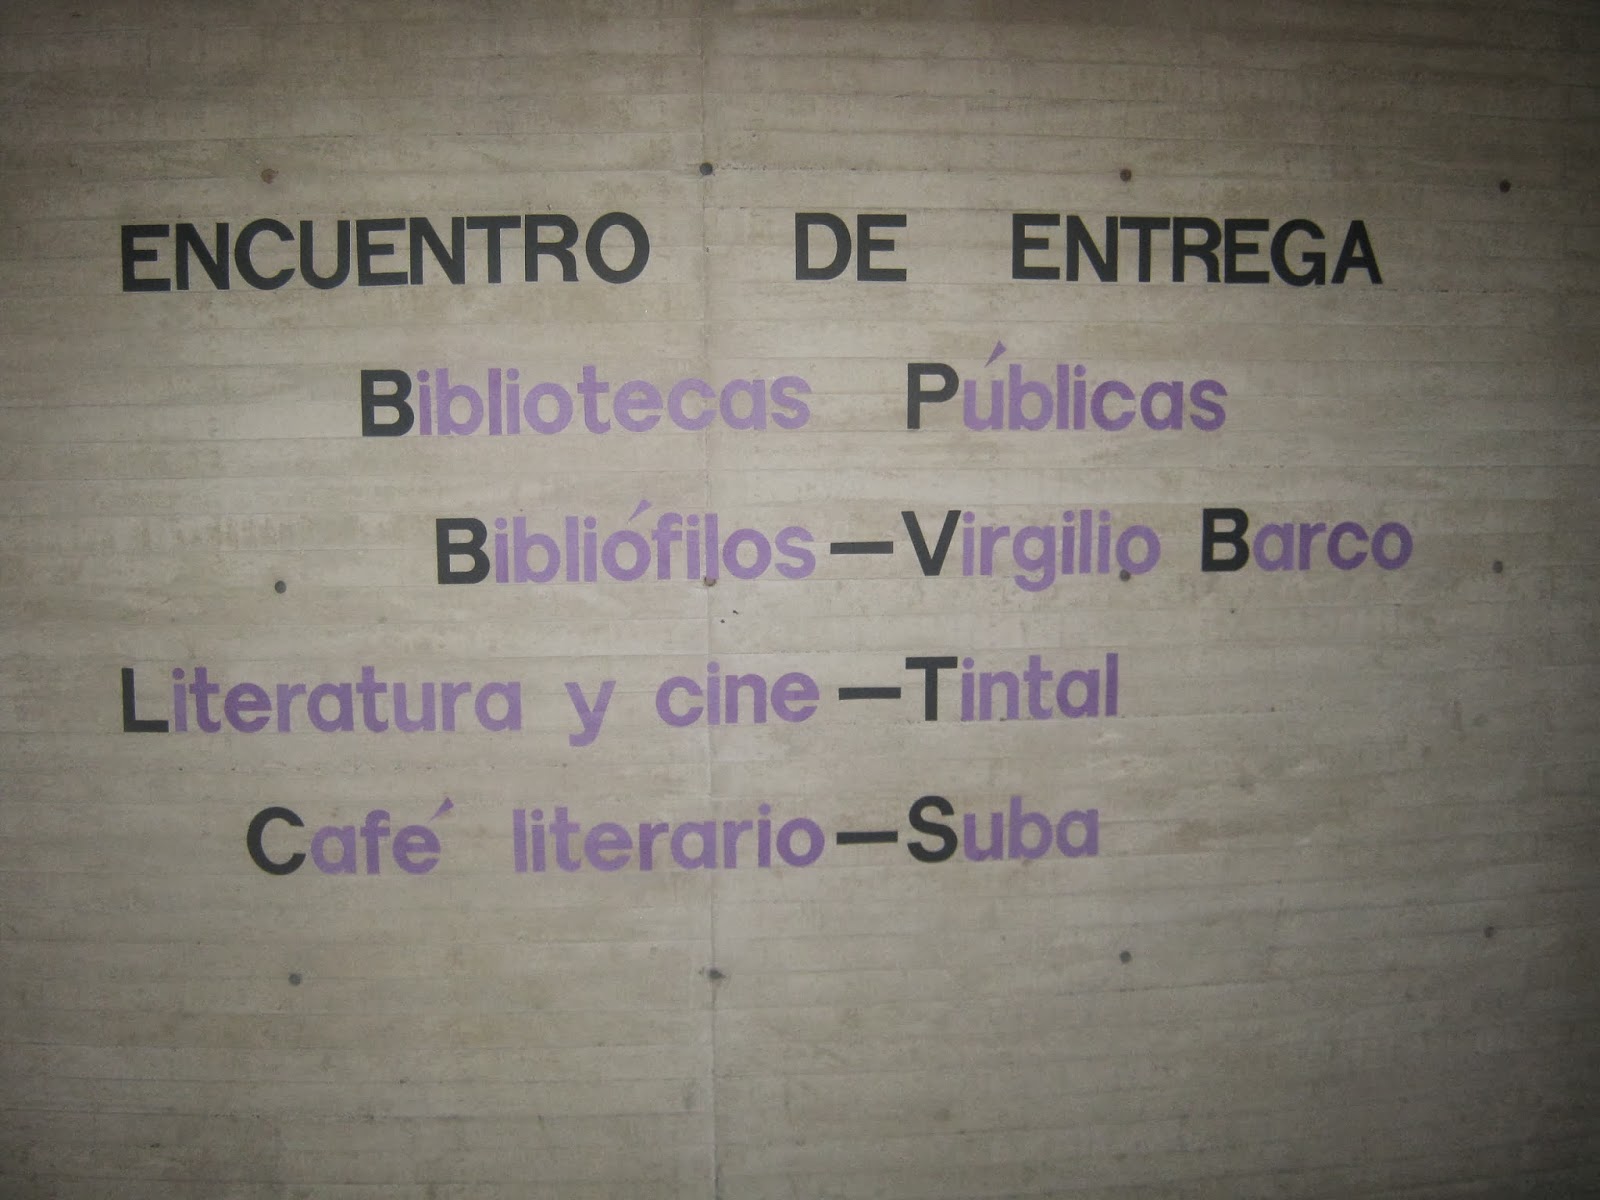 ENCUENTRO DE ENTREGA
Bibliotecas Públicas
Bibliófilos—Virgilio Barco
Literatura y cine—Tintal
Café literario—Suba